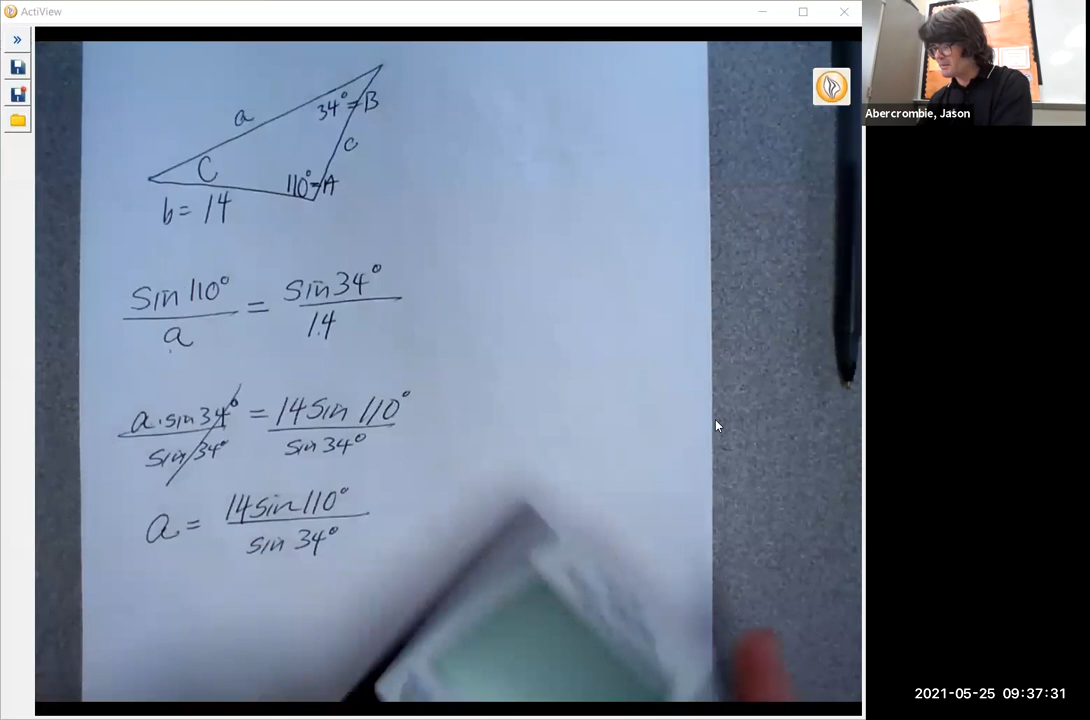 ActiView
Abercrombie, Jason
a
34° = B
c
C
110° = A
b = 14
sin 110° / a = sin 34° / 14
a · sin 34° / sin 34° = 14 sin 110° / sin 34°
a = 14 sin 110° / sin 34°
2021-05-25 09:37:31